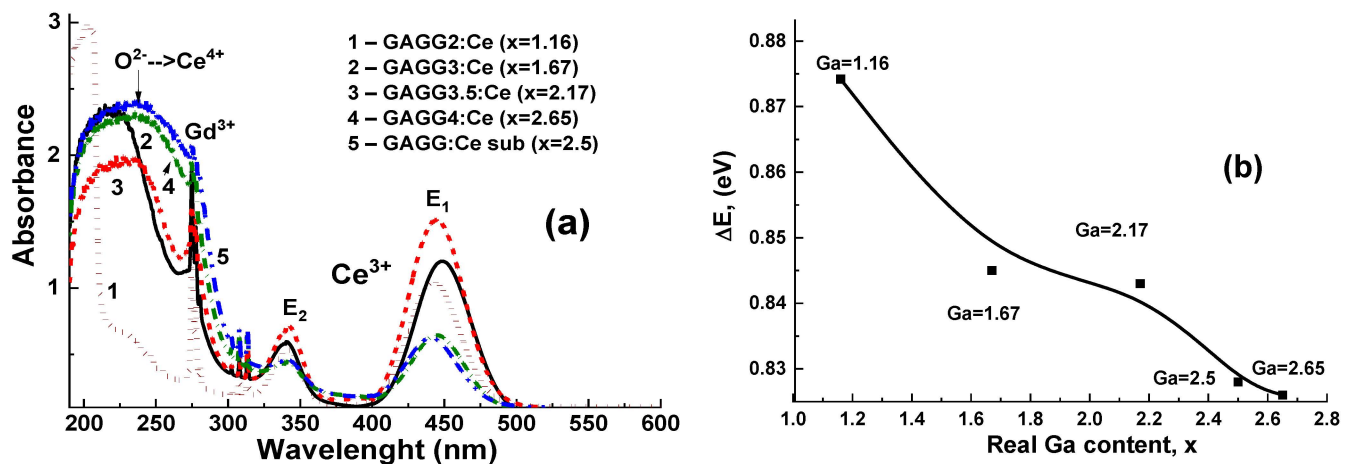 3
2
1
Absorbance
O²⁻-->Ce⁴⁺
1 – GAGG2:Ce (x=1.16)
2 – GAGG3:Ce (x=1.67)
3 – GAGG3.5:Ce (x=2.17)
4 – GAGG4:Ce (x=2.65)
5 – GAGG:Ce sub (x=2.5)
2
Gd³⁺
3
4
5
1
E₁
(a)
Ce³⁺
E₂
200 250 300 350 400 450 500 550 600
Wavelenght (nm)
0.88
0.87
0.86
0.85
0.84
0.83
ΔE, (eV)
Ga=1.16
(b)
Ga=2.17
Ga=1.67
Ga=2.5
Ga=2.65
1.0 1.2 1.4 1.6 1.8 2.0 2.2 2.4 2.6 2.8
Real Ga content, x